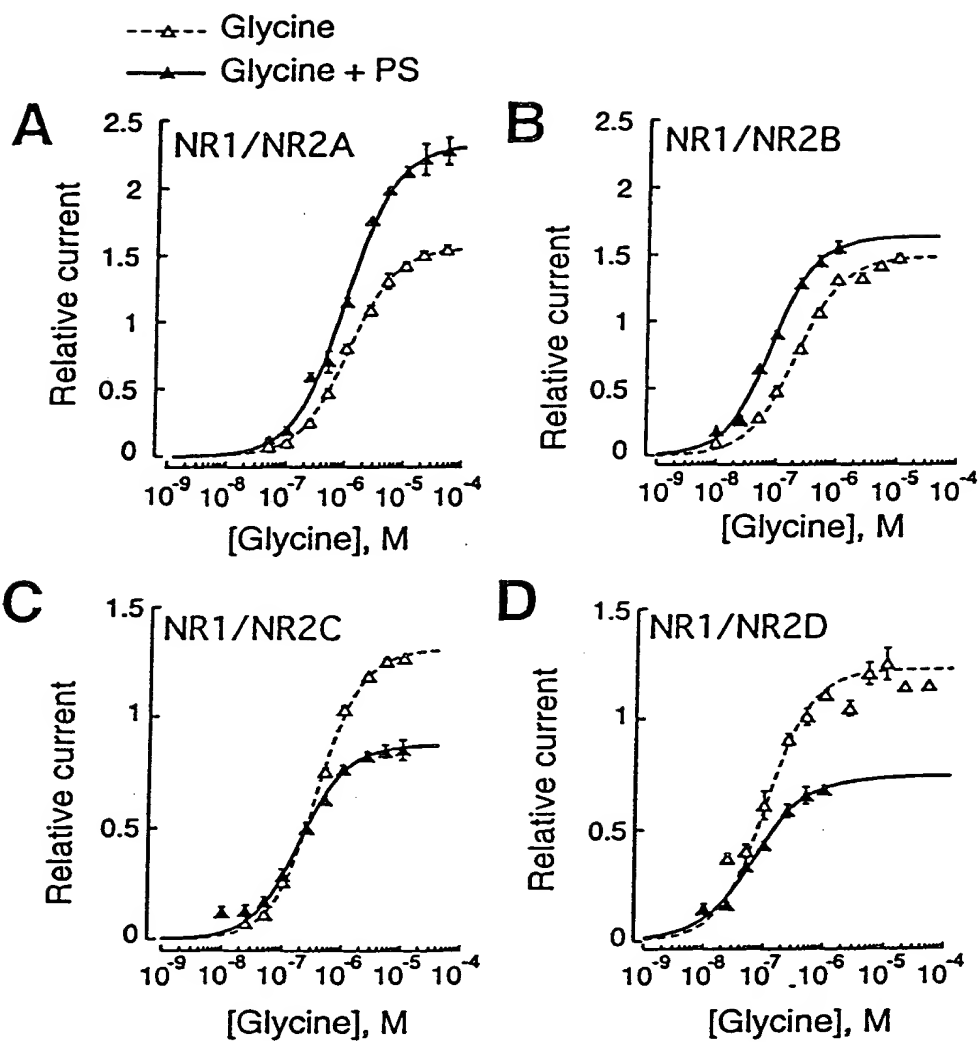 Glycine
Glycine + PS
A
NR1/NR2A
2.5
2
1.5
1
0.5
0
Relative current
10⁻⁹ 10⁻⁸ 10⁻⁷ 10⁻⁶ 10⁻⁵ 10⁻⁴
[Glycine], M
B
NR1/NR2B
2.5
2
1.5
1
0.5
0
Relative current
10⁻⁹ 10⁻⁸ 10⁻⁷ 10⁻⁶ 10⁻⁵ 10⁻⁴
[Glycine], M
C
NR1/NR2C
1.5
1
0.5
0
Relative current
10⁻⁹ 10⁻⁸ 10⁻⁷ 10⁻⁶ 10⁻⁵ 10⁻⁴
[Glycine], M
D
NR1/NR2D
1.5
1
0.5
0
Relative current
10⁻⁹ 10⁻⁸ 10⁻⁷ 10⁻⁶ 10⁻⁵ 10⁻⁴
[Glycine], M